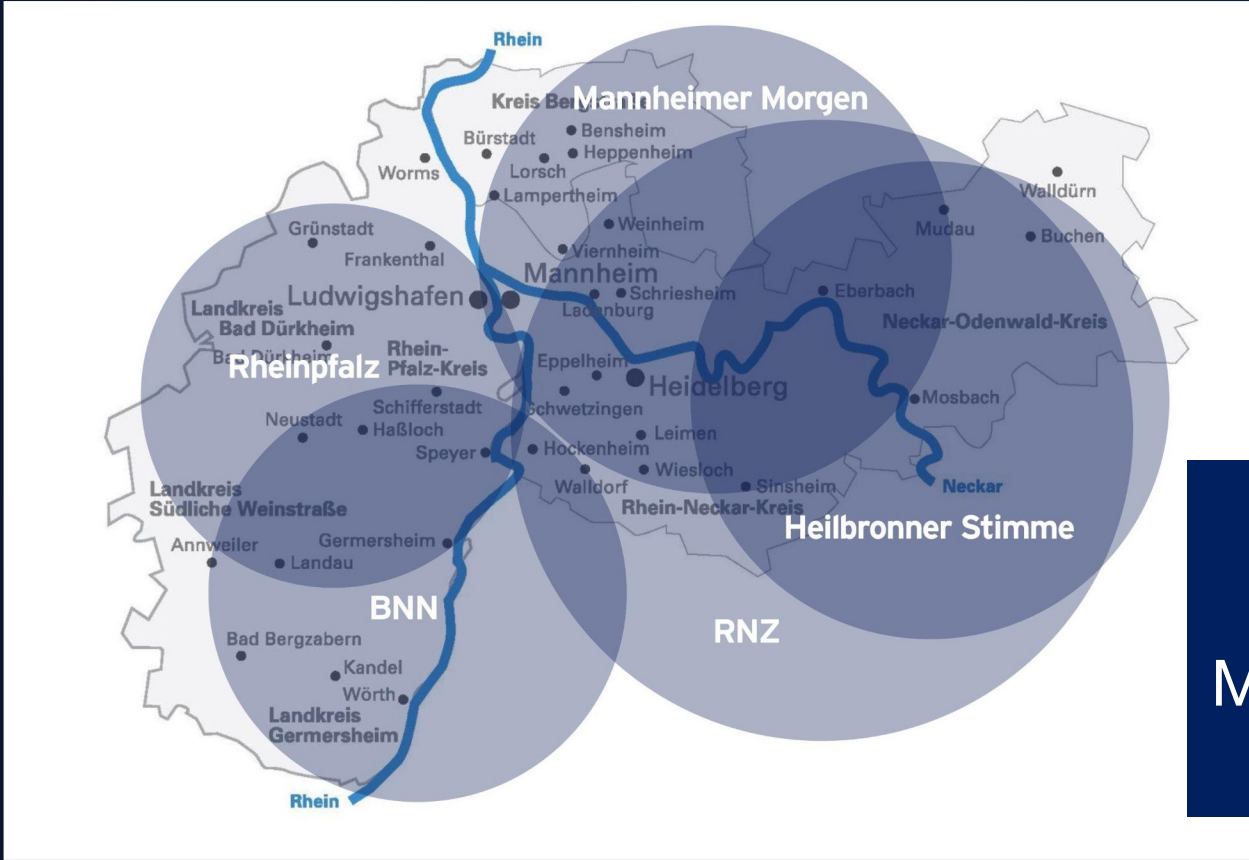 Rhein
Kreis Be
Mannheimer Morgen
Bensheim
Bürstadt
Heppenheim
Lorsch
Worms
Lampertheim
Walldürn
Grünstadt
Weinheim
Mudau
Buchen
Frankenthal
Viernheim
Mannheim
Ludwigshafen
Schriesheim
Ladenburg
Eberbach
Landkreis
Bad Dürkheim
Neckar-Odenwald-Kreis
Bad Dürkheim
Rheinpfalz
Rhein-
Pfalz-Kreis
Eppelheim
Heidelberg
Schifferstadt
Schwetzingen
Mosbach
Neustadt
Haßloch
Leimen
Speyer
Hockenheim
Wiesloch
Walldorf
Sinsheim
Neckar
Landkreis
Südliche Weinstraße
Rhein-Neckar-Kreis
Heilbronner Stimme
Germersheim
Annweiler
Landau
BNN
RNZ
Bad Bergzabern
Kandel
Wörth
M
Landkreis
Germersheim
Rhein